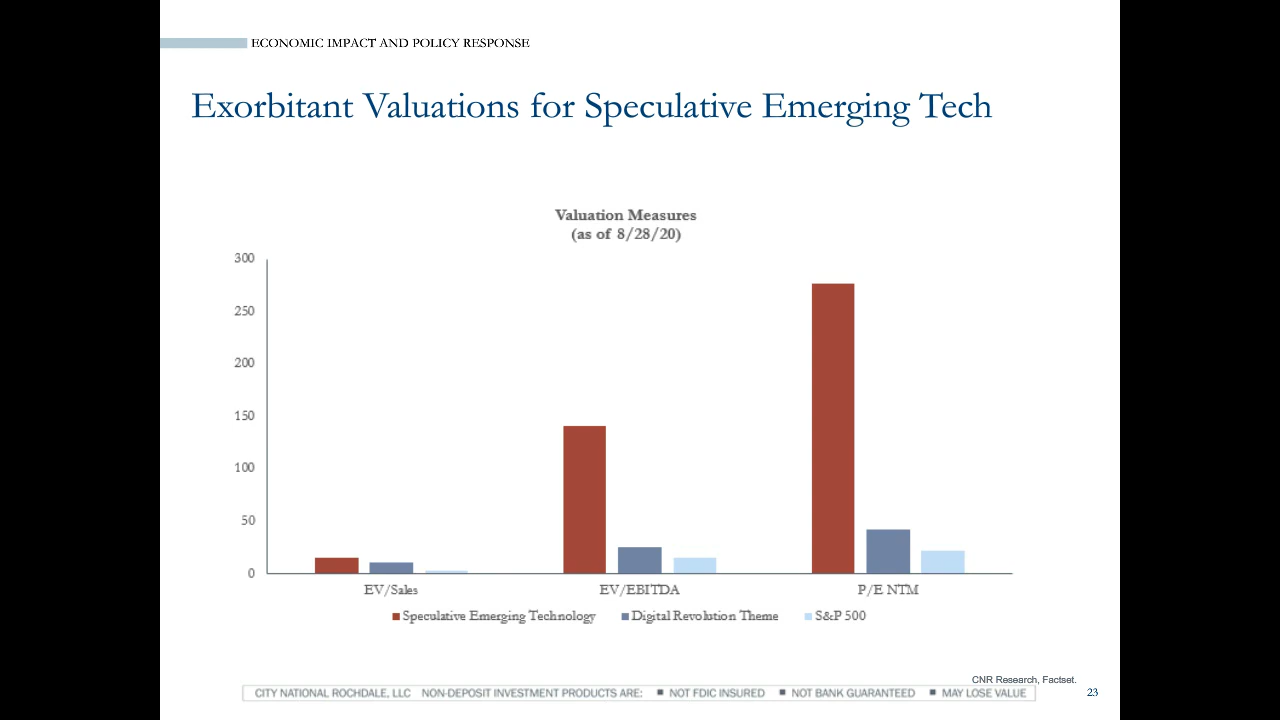 ECONOMIC IMPACT AND POLICY RESPONSE
Exorbitant Valuations for Speculative Emerging Tech
Valuation Measures
(as of 8/28/20)
300
250
200
150
100
50
0
EV/Sales EV/EBITDA P/E NTM
Speculative Emerging Technology Digital Revolution Theme S&P 500
CNR Research, Factset.
CITY NATIONAL ROCHDALE, LLC NON-DEPOSIT INVESTMENT PRODUCTS ARE: ■ NOT FDIC INSURED ■ NOT BANK GUARANTEED ■ MAY LOSE VALUE
23